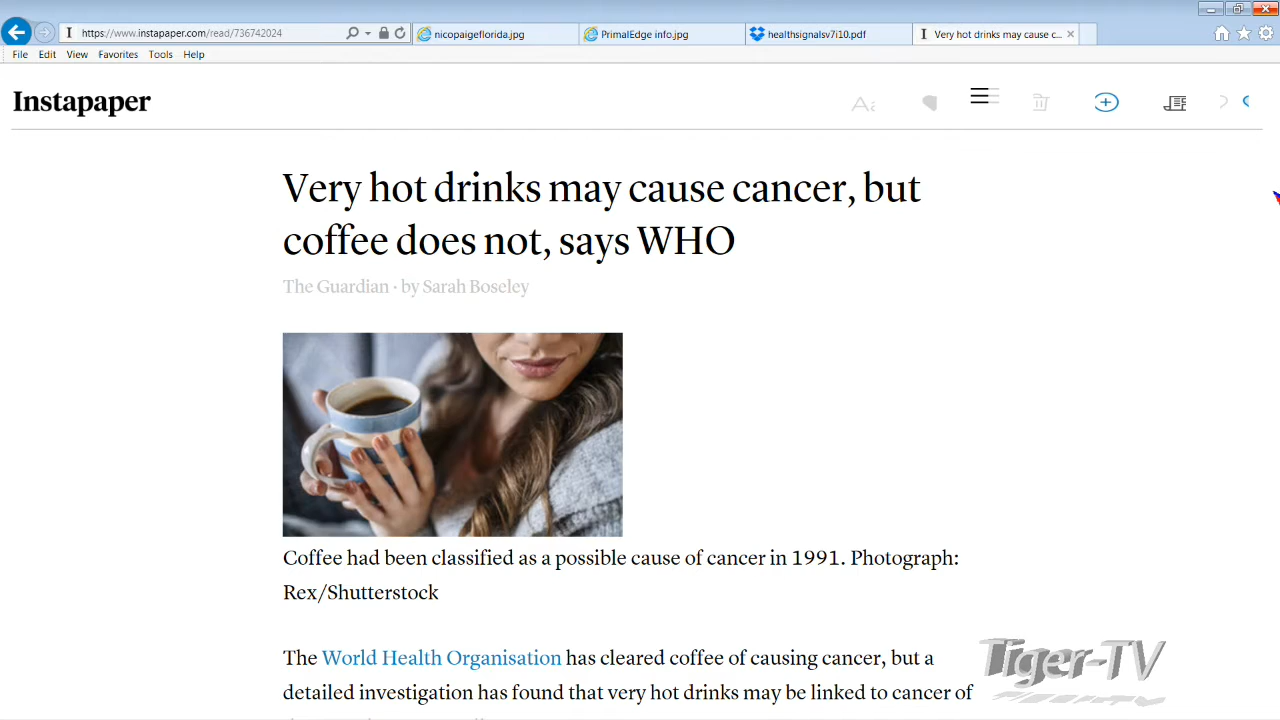 https://www.instapaper.com/read/736742024
nicopaigeflorida.jpg
PrimalEdge info.jpg
healthsignalsv7i10.pdf
Very hot drinks may cause c...
File Edit View Favorites Tools Help
Instapaper
Very hot drinks may cause cancer, but
coffee does not, says WHO
The Guardian · by Sarah Boseley
Coffee had been classified as a possible cause of cancer in 1991. Photograph:
Rex/Shutterstock
The World Health Organisation has cleared coffee of causing cancer, but a
detailed investigation has found that very hot drinks may be linked to cancer of
Tiger-TV